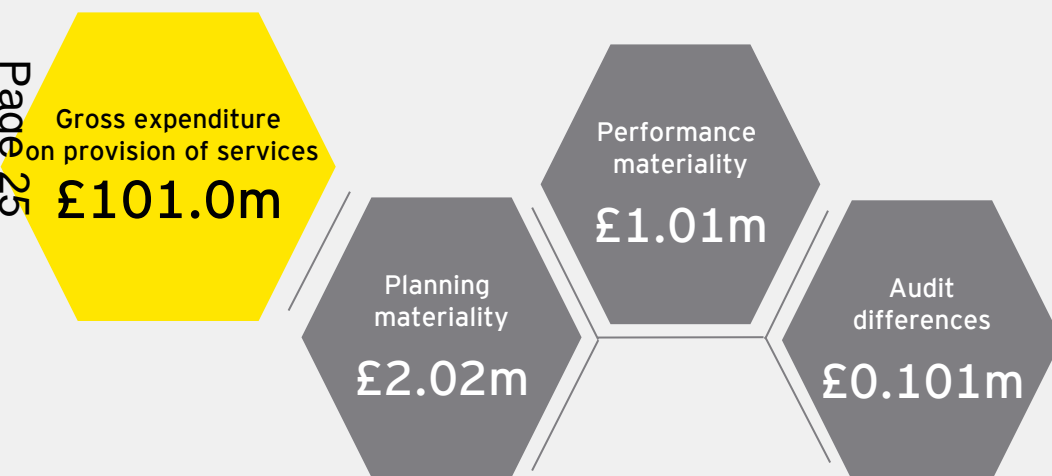 Page 25
Gross expenditure
on provision of services
£101.0m
Planning
materiality
£2.02m
Performance
materiality
£1.01m
Audit
differences
£0.101m